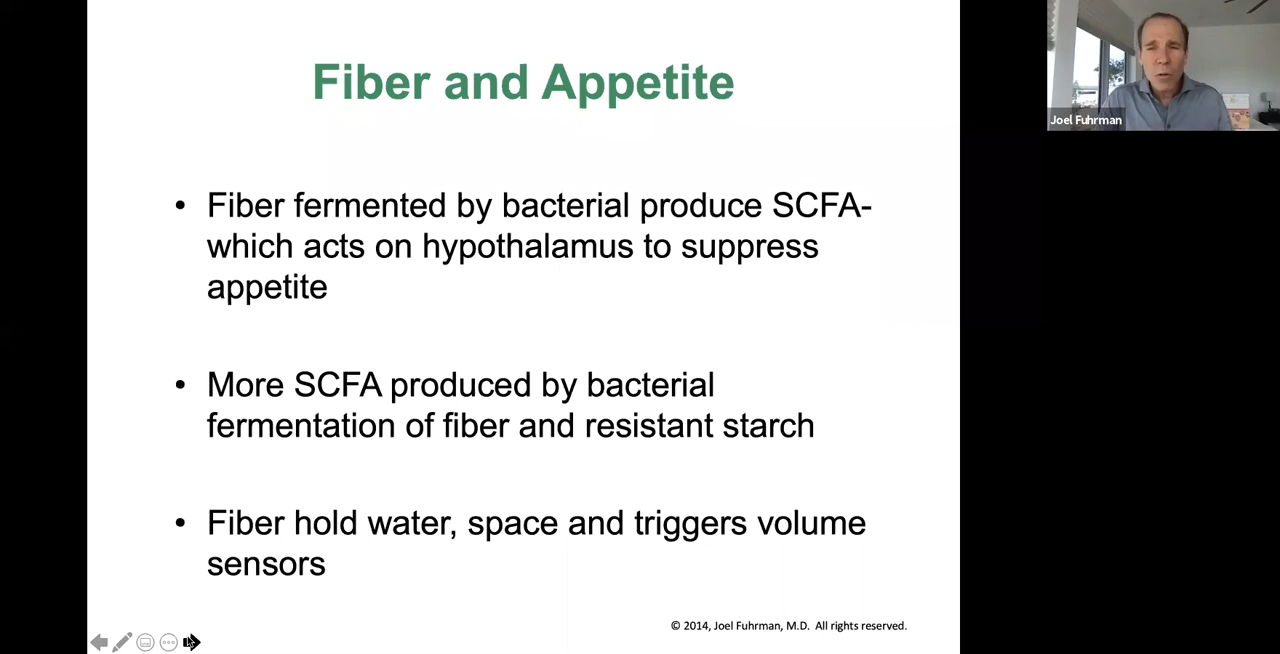 Fiber and Appetite
Joel Fuhrman
• Fiber fermented by bacterial produce SCFA-
which acts on hypothalamus to suppress
appetite
• More SCFA produced by bacterial
fermentation of fiber and resistant starch
• Fiber hold water, space and triggers volume
sensors
© 2014, Joel Fuhrman, M.D. All rights reserved.